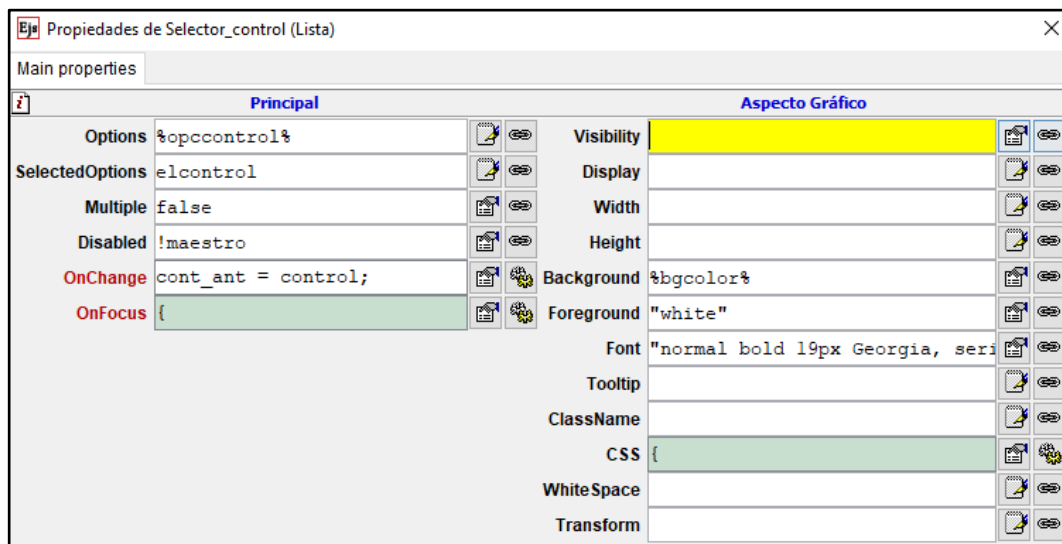 Ejs Propiedades de Selector_control (Lista)
Main properties
Principal
Options %opccontrol%
SelectedOptions elcontrol
Multiple false
Disabled !maestro
OnChange cont_ant = control;
OnFocus {
Aspecto Gráfico
Visibility
Display
Width
Height
Background %bgcolor%
Foreground "white"
Font "normal bold 19px Georgia, seri
Tooltip
ClassName
CSS {
WhiteSpace
Transform